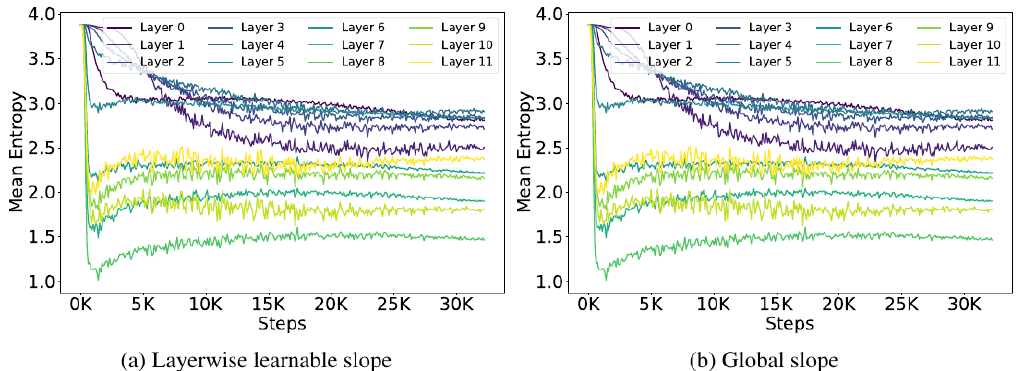 4.0
3.5
3.0
2.5
2.0
1.5
1.0
Mean Entropy
Layer 0 Layer 3 Layer 6 Layer 9
Layer 1 Layer 4 Layer 7 Layer 10
Layer 2 Layer 5 Layer 8 Layer 11
0K 5K 10K 15K 20K 25K 30K
Steps
(a) Layerwise learnable slope
4.0
3.5
3.0
2.5
2.0
1.5
1.0
Mean Entropy
Layer 0 Layer 3 Layer 6 Layer 9
Layer 1 Layer 4 Layer 7 Layer 10
Layer 2 Layer 5 Layer 8 Layer 11
0K 5K 10K 15K 20K 25K 30K
Steps
(b) Global slope